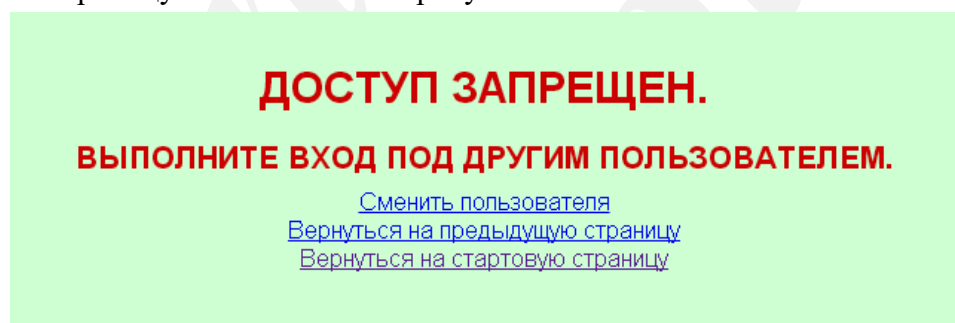 ДОСТУП ЗАПРЕЩЕН.
ВЫПОЛНИТЕ ВХОД ПОД ДРУГИМ ПОЛЬЗОВАТЕЛЕМ.
Сменить пользователя
Вернуться на предыдущую страницу
Вернуться на стартовую страницу